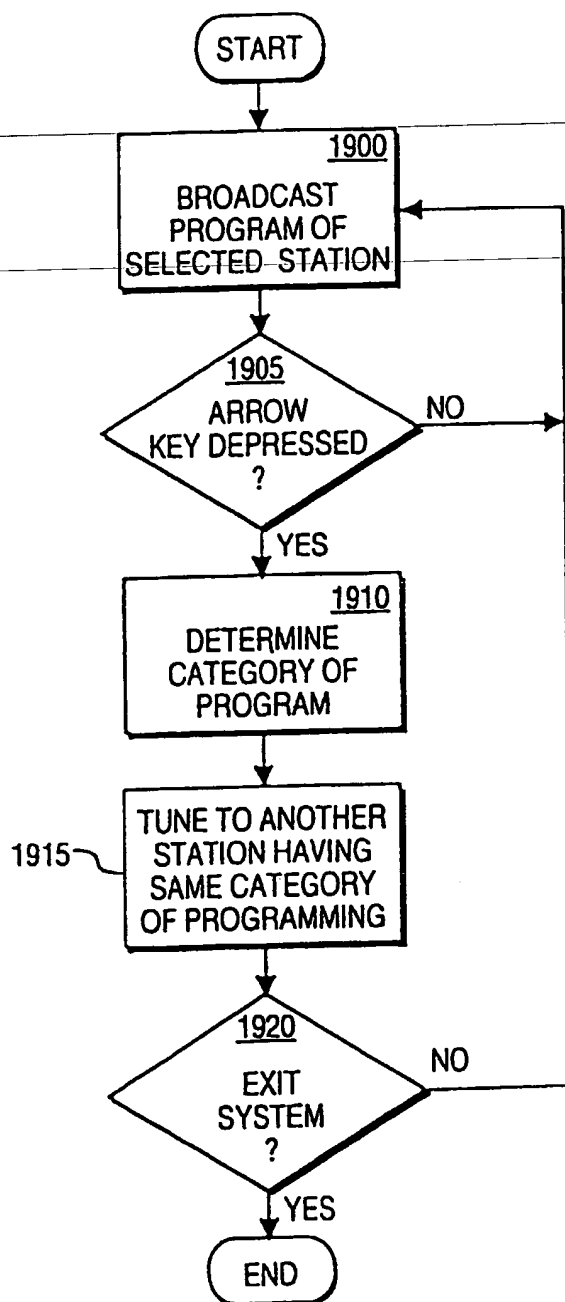 START
1900
BROADCAST
PROGRAM OF
SELECTED STATION
1905
ARROW
KEY DEPRESSED
?
NO
YES
1910
DETERMINE
CATEGORY OF
PROGRAM
1915
TUNE TO ANOTHER
STATION HAVING
SAME CATEGORY
OF PROGRAMMING
1920
EXIT
SYSTEM
?
NO
YES
END